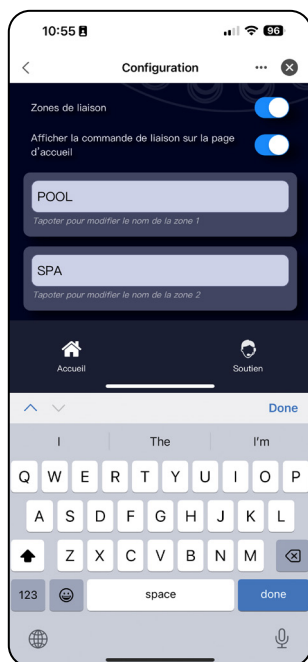 10:55
96
Configuration
Zones de liaison
Afficher la commande de liaison sur la page
d'accueil
POOL
Tapoter pour modifier le nom de la zone 1
SPA
Tapoter pour modifier le nom de la zone 2
Accueil
Soutien
Done
I
The
I'm
Q W E R T Y U I O P
A S D F G H J K L
Z X C V B N M
123
space
done